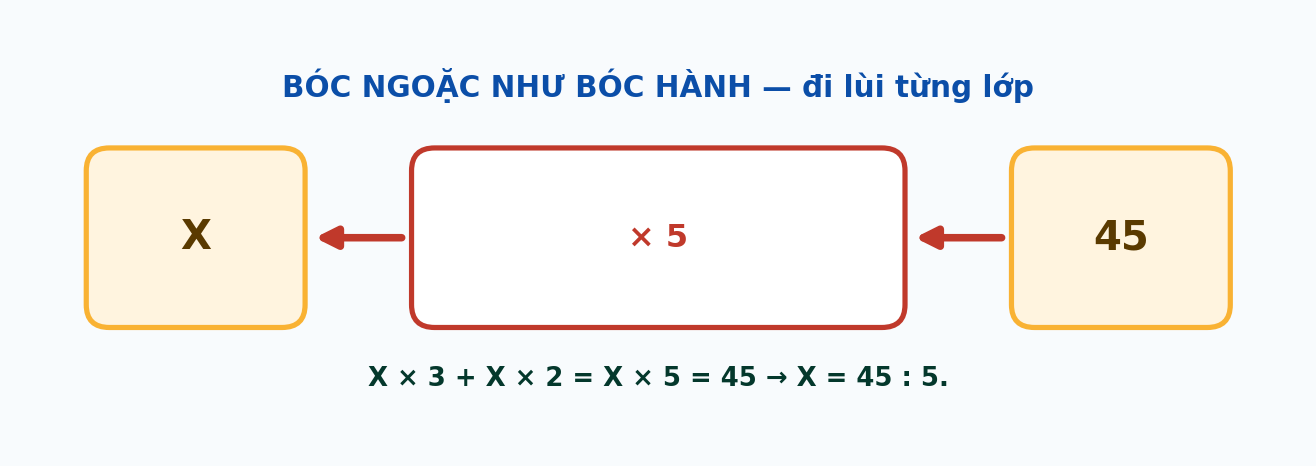 BÓC NGOẶC NHƯ BÓC HÀNH — đi lùi từng lớp
X
× 5
45
X × 3 + X × 2 = X × 5 = 45 → X = 45 : 5.